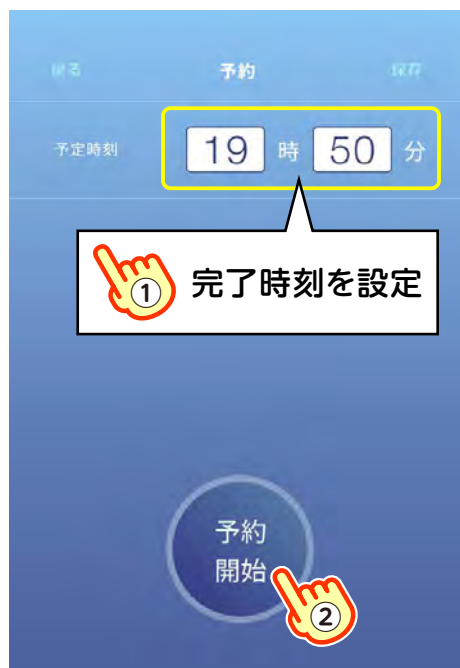 戻る 予約 保存
予定時刻 19 時 50 分
① 完了時刻を設定
予約
開始
②